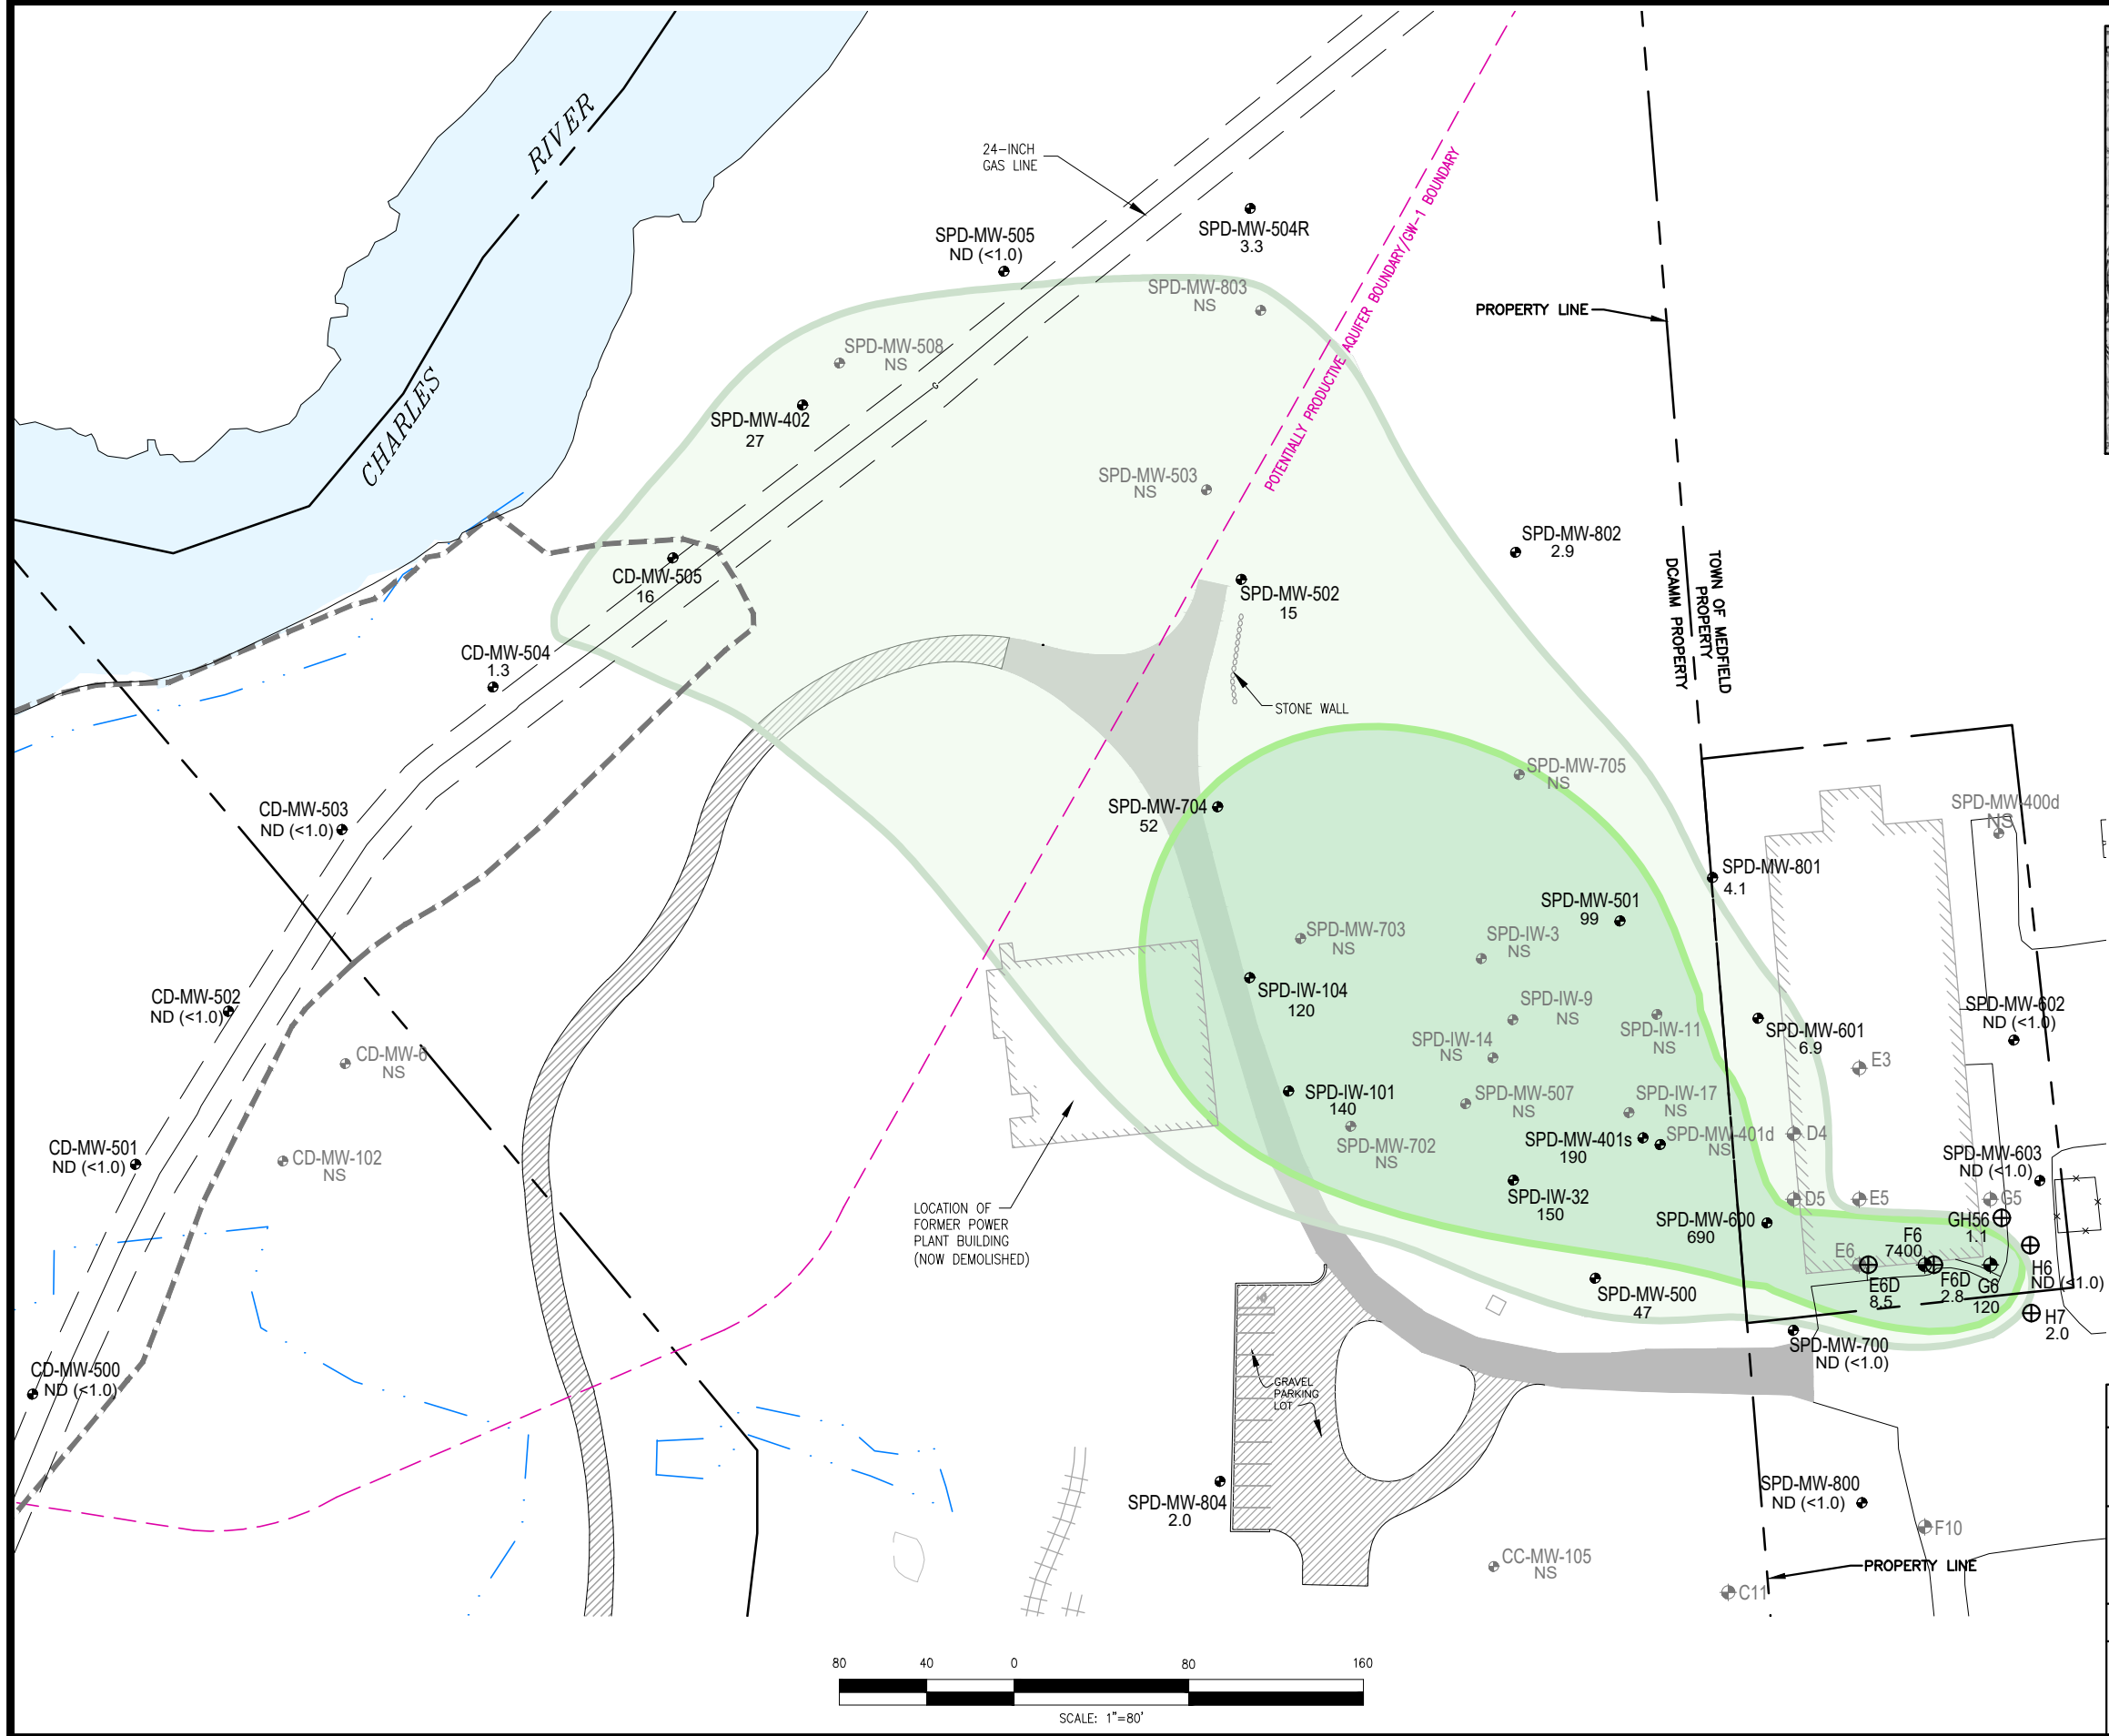 RIVER
CHARLES
24-INCH
GAS LINE
SPD-MW-505
ND (<1.0)
SPD-MW-504R
3.3
SPD-MW-803
NS
POTENTIALLY PRODUCTIVE AQUIFER BOUNDARY/GW-1 BOUNDARY
PROPERTY LINE
SPD-MW-508
NS
SPD-MW-402
27
G
SPD-MW-503
NS
SPD-MW-802
2.9
CD-MW-505
16
SPD-MW-502
15
TOWN OF MEDFIELD
PROPERTY
DCAMM PROPERTY
CD-MW-504
1.3
STONE WALL
SPD-MW-705
NS
SPD-MW-704
52
CD-MW-503
ND (<1.0)
SPD-MW-400d
NS
SPD-MW-801
4.1
SPD-MW-501
99
SPD-MW-703
NS
SPD-IW-3
NS
SPD-IW-104
120
CD-MW-502
ND (<1.0)
SPD-IW-9
NS
SPD-IW-11
NS
SPD-MW-602
ND (<1.0)
SPD-MW-601
6.9
SPD-IW-14
NS
CD-MW-6
NS
E3
SPD-IW-101
140
SPD-MW-507
NS
SPD-IW-17
NS
SPD-MW-702
NS
SPD-MW-401s
190
SPD-MW-401d
NS
D4
CD-MW-501
ND (<1.0)
CD-MW-102
NS
SPD-MW-603
ND (<1.0)
SPD-IW-32
150
D5
E5
G5
SPD-MW-600
690
GH56
1.1
F6
7400
LOCATION OF
FORMER POWER
PLANT BUILDING
(NOW DEMOLISHED)
E6
E6D
8.5
F6D
2.8
G6
120
H6
ND (<1.0)
SPD-MW-500
47
H7
2.0
SPD-MW-700
ND (<1.0)
CD-MW-500
ND (<1.0)
GRAVEL
PARKING
LOT
SPD-MW-804
2.0
SPD-MW-800
ND (<1.0)
F10
CC-MW-105
NS
PROPERTY LINE
C11
80 40 0 80 160
SCALE: 1"=80'